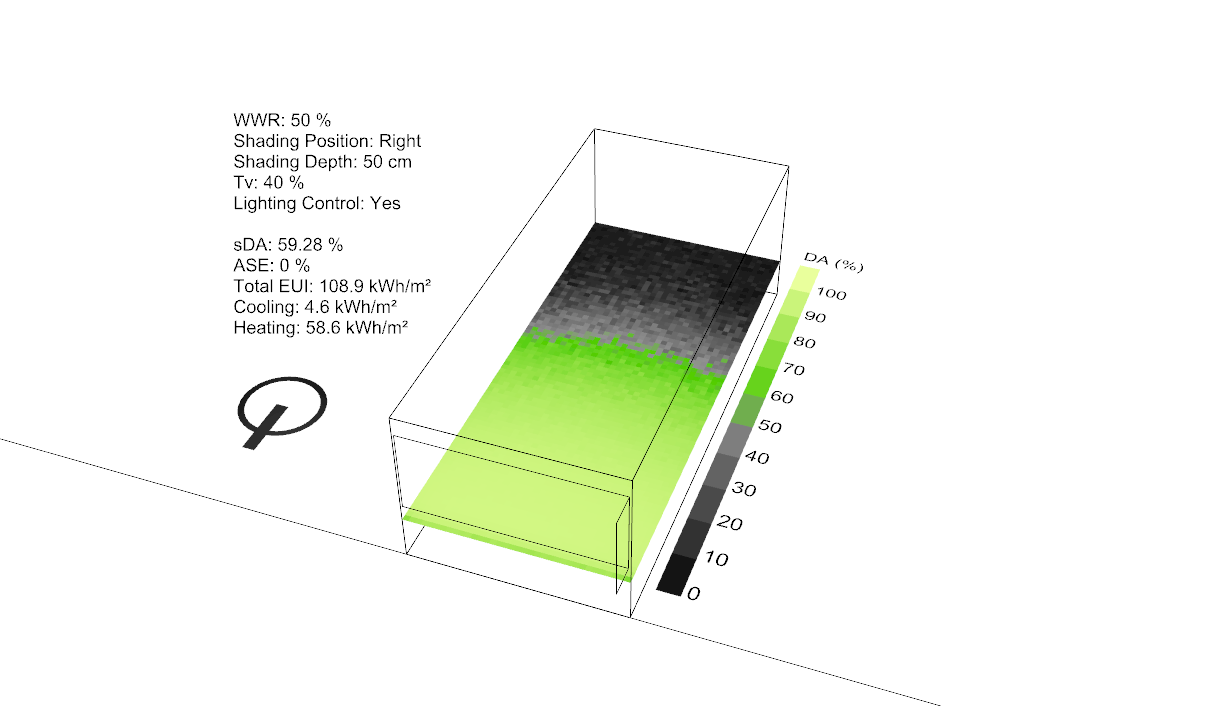 WWR: 50 %
Shading Position: Right
Shading Depth: 50 cm
Tv: 40 %
Lighting Control: Yes
sDA: 59.28 %
ASE: 0 %
Total EUI: 108.9 kWh/m²
Cooling: 4.6 kWh/m²
Heating: 58.6 kWh/m²
DA (%)
100
90
80
70
60
50
40
30
20
10
0